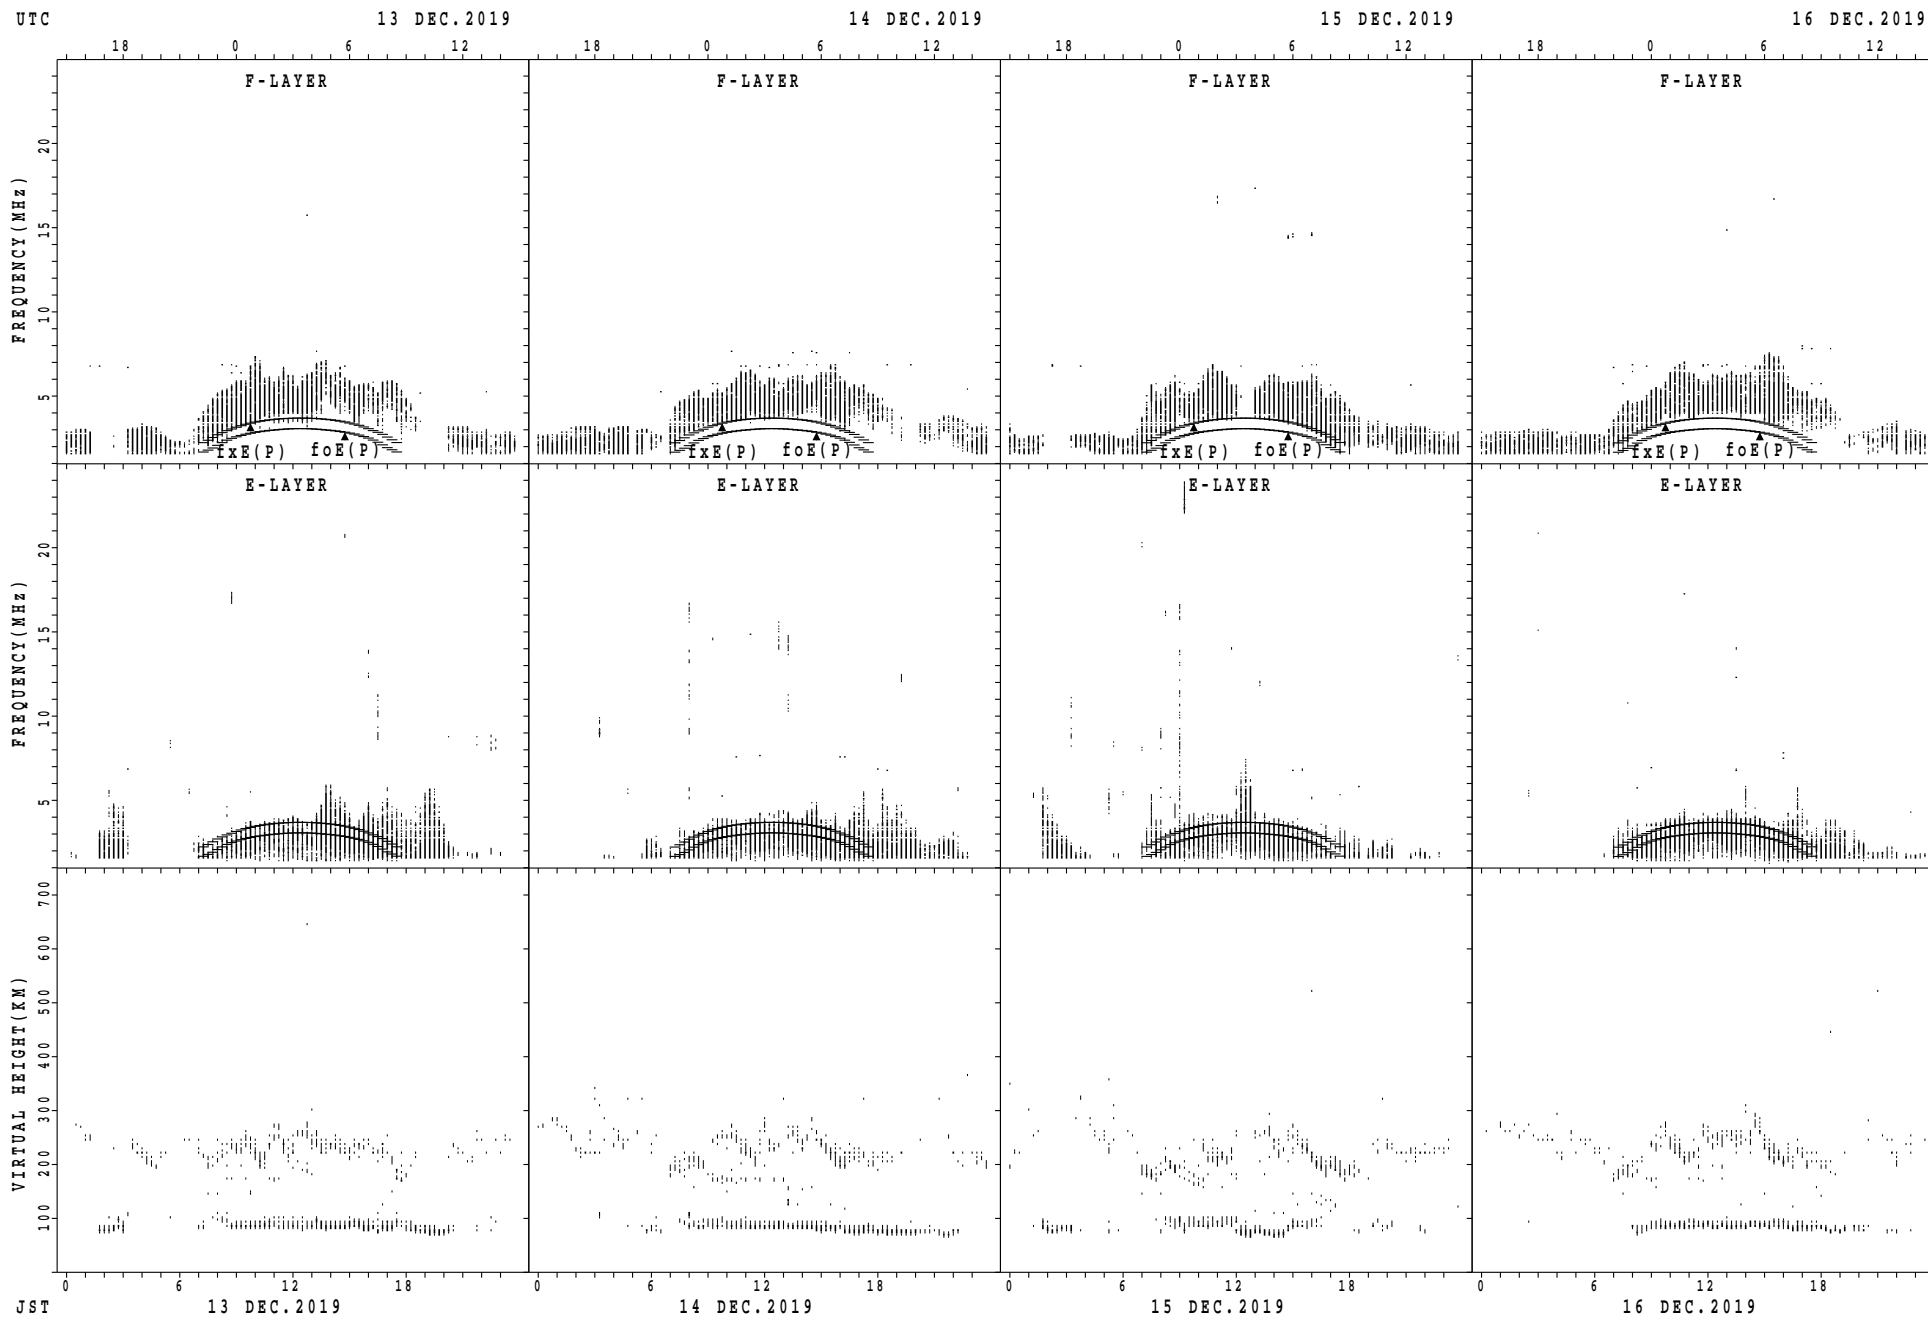 UTC 13 DEC.2019 14 DEC.2019 15 DEC.2019 16 DEC.2019
18 0 6 12 18 0 6 12 18 0 6 12 18 0 6 12
F-LAYER F-LAYER F-LAYER F-LAYER
FREQUENCY(MHz)
20
15
10
5
fxE(P) foE(P) fxE(P) foE(P) fxE(P) foE(P) fxE(P) foE(P)
E-LAYER E-LAYER E-LAYER E-LAYER
FREQUENCY(MHz)
20
15
10
5
VIRTUAL HEIGHT(KM)
700
600
500
400
300
200
100
0 6 12 18 0 6 12 18 0 6 12 18 0 6 12 18
JST 13 DEC.2019 14 DEC.2019 15 DEC.2019 16 DEC.2019